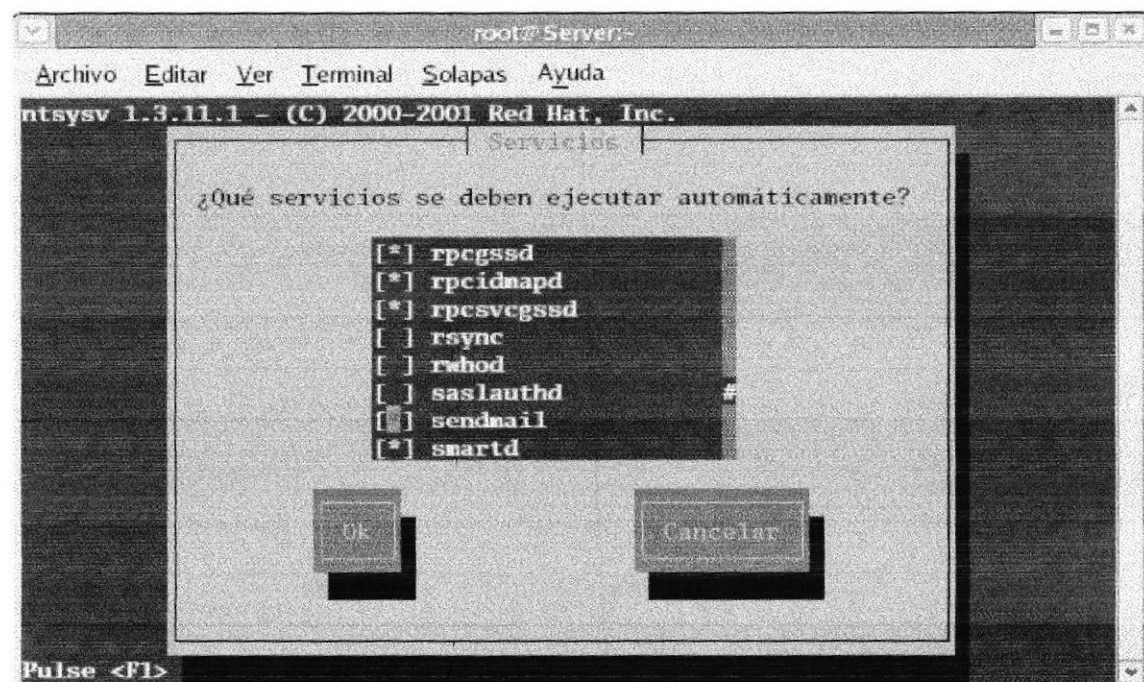 root@Server:~
Archivo Editar Ver Terminal Solapas Ayuda
ntsysv 1.3.11.1 - (C) 2000-2001 Red Hat, Inc.
Servicios
¿Qué servicios se deben ejecutar automáticamente?
[*] rpcgssd
[*] rpcidmapd
[*] rpcsvcgssd
[ ] rsync
[ ] rwhod
[ ] saslauthd #
[*] sendmail
[*] smartd
Ok Cancelar
Pulse <F1>